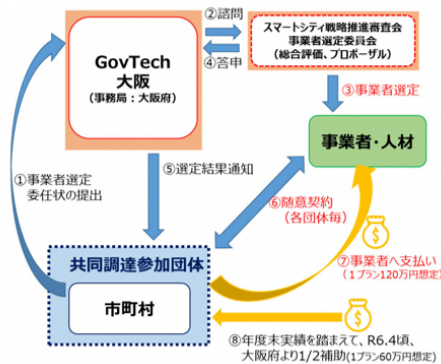 ②諮問
④答申
GovTech
大阪
(事務局：大阪府)
スマートシティ戦略推進審査会
事業者選定委員会
(総合評価、プロポーザル)
③事業者選定
事業者・人材
①事業者選定
委任状の提出
⑤選定結果通知
⑥随意契約
(各団体毎)
共同調達参加団体
市町村
⑦事業者へ支払い
(1プラン120万円想定)
⑧年度末実績を踏まえて、R6.4頃、
大阪府より1/2補助(1プラン60万円想定)